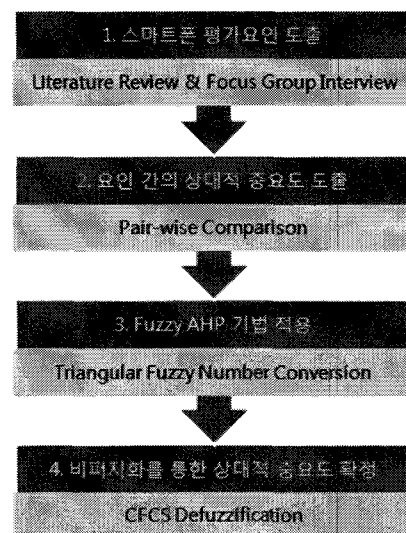 1. 스마트폰 평가요인 도출
Literature Review & Focus Group Interview
2. 요인 간의 상대적 중요도 도출
Pair-wise Comparison
3. Fuzzy AHP 기법 적용
Triangular Fuzzy Number Conversion
4. 비퍼지화를 통한 상대적 중요도 확정
CFCS Defuzzification